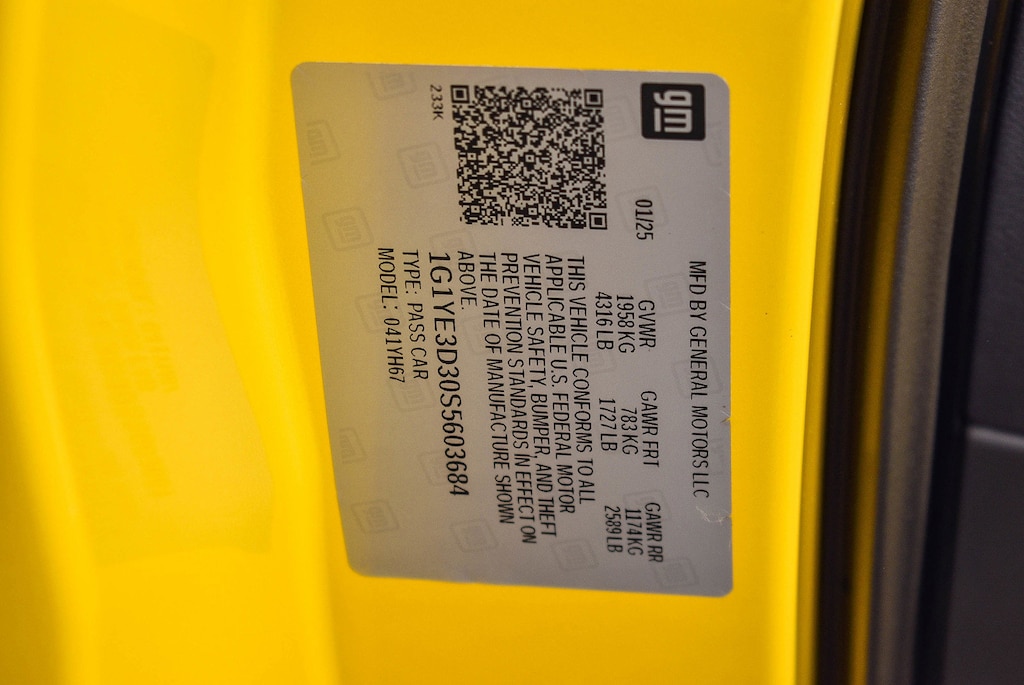 gm
MFD BY GENERAL MOTORS LLC
01/25
GVWR GAWR FRT GAWR RR
1958 KG 783 KG 1174 KG
4316 LB 1727 LB 2589 LB
THIS VEHICLE CONFORMS TO ALL
APPLICABLE U.S. FEDERAL MOTOR
VEHICLE SAFETY, BUMPER, AND THEFT
PREVENTION STANDARDS IN EFFECT ON
THE DATE OF MANUFACTURE SHOWN
ABOVE.
1G1YE3D30S5603684
TYPE: PASS CAR
MODEL: 041YH67
233K